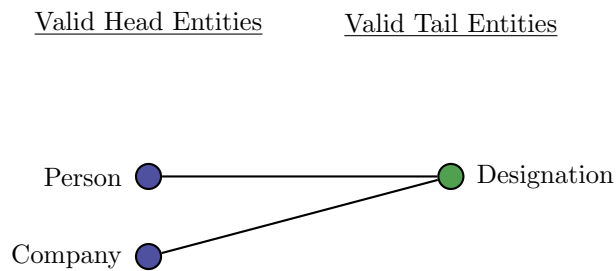 Valid Head Entities
Valid Tail Entities
Person
Designation
Company